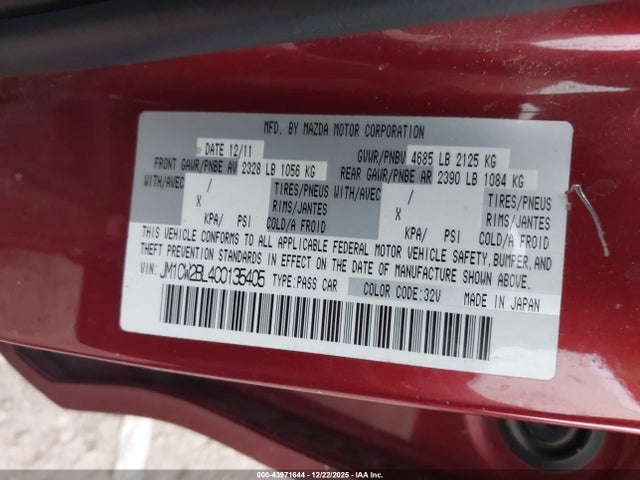 MFD. BY MAZDA MOTOR CORPORATION
DATE 12/11 GVWR/PNBV 4685 LB 2125 KG
FRONT GAWR/PNBE AV 2328 LB 1056 KG REAR GAWR/PNBE AR 2390 LB 1084 KG
WITH/AVEC / TIRES/PNEUS WITH/AVEC / TIRES/PNEUS
X RIMS/JANTES X RIMS/JANTES
KPA/ PSI/ COLD/A FROID KPA/ PSI/ COLD/A FROID
THIS VEHICLE CONFORMS TO ALL APPLICABLE FEDERAL MOTOR VEHICLE SAFETY, BUMPER, AND
THEFT PREVENTION STANDARDS IN EFFECT ON THE DATE OF MANUFACTURE SHOWN ABOVE.
VIN: JM1CW2BL4C0135405 TYPE:PASS CAR COLOR CODE:32V MADE IN JAPAN
000-43971644 | 12/22/2025 | IAA Inc.